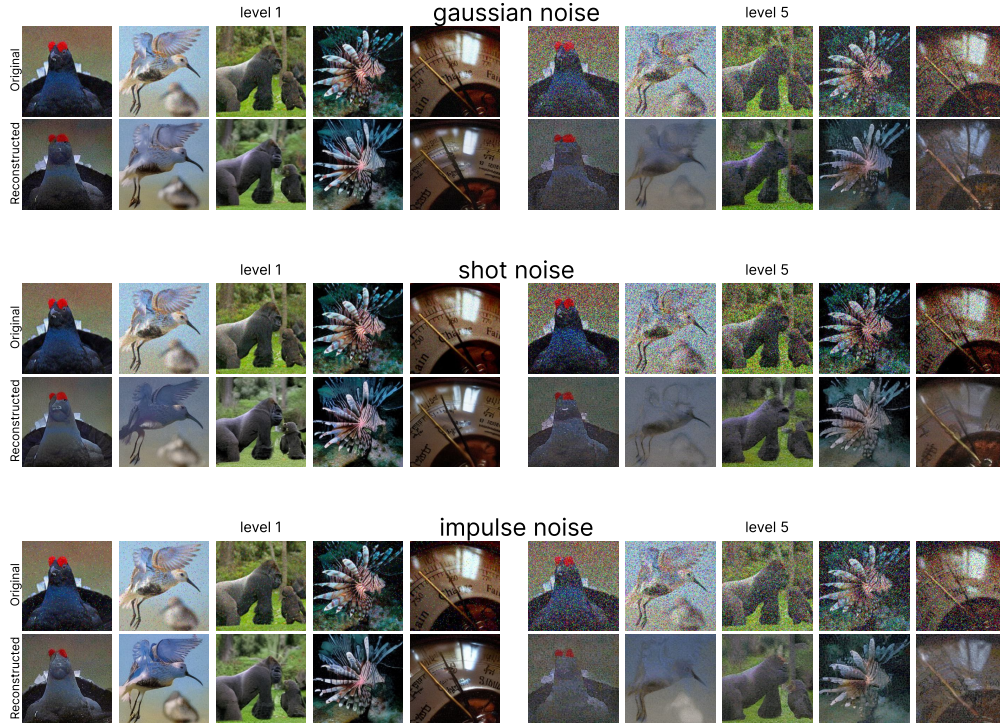 gaussian noise
level 1
level 5
Original
Reconstructed
shot noise
level 1
level 5
Original
Reconstructed
impulse noise
level 1
level 5
Original
Reconstructed